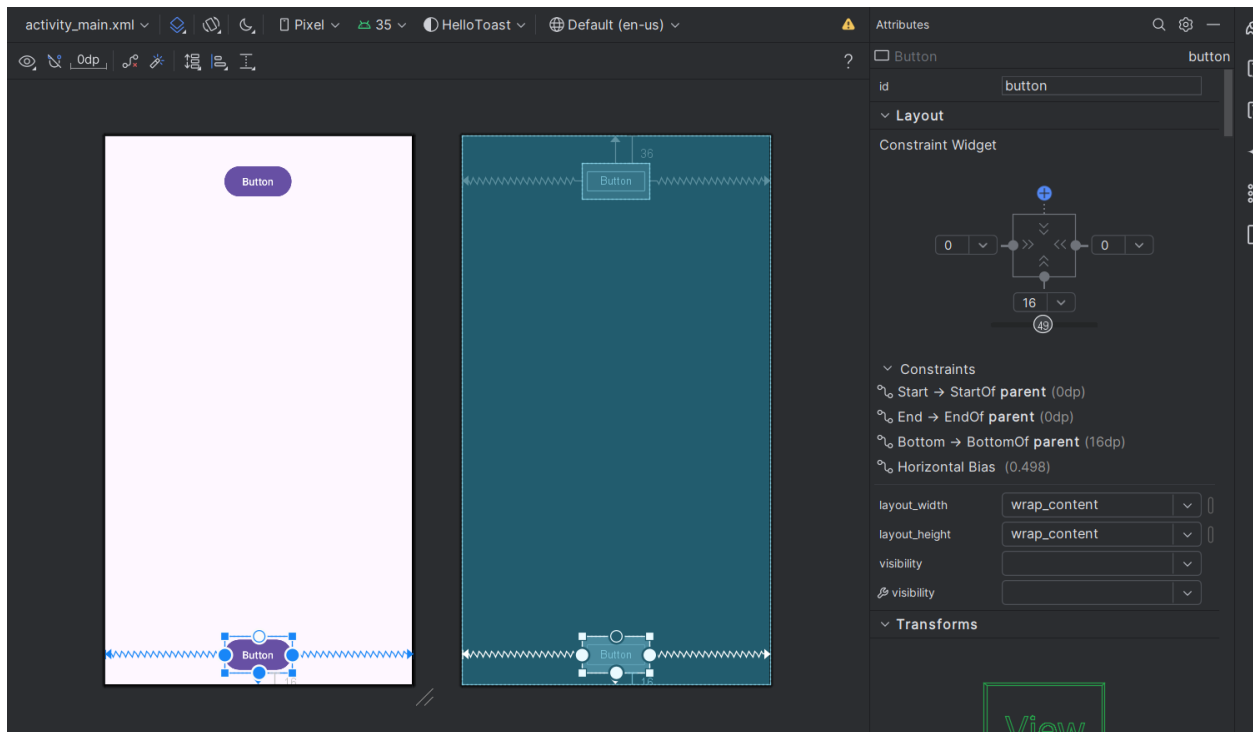 activity_main.xml Pixel 35 HelloToast Default (en-us)
Attributes
0dp ?
Button button
id button
Layout
Constraint Widget
36
Button
Button
0 0
16
49
Constraints
Start → StartOf parent (0dp)
End → EndOf parent (0dp)
Bottom → BottomOf parent (16dp)
Horizontal Bias (0.498)
layout_width wrap_content
layout_height wrap_content
visibility
visibility
Transforms
Button
16
Button
16
View